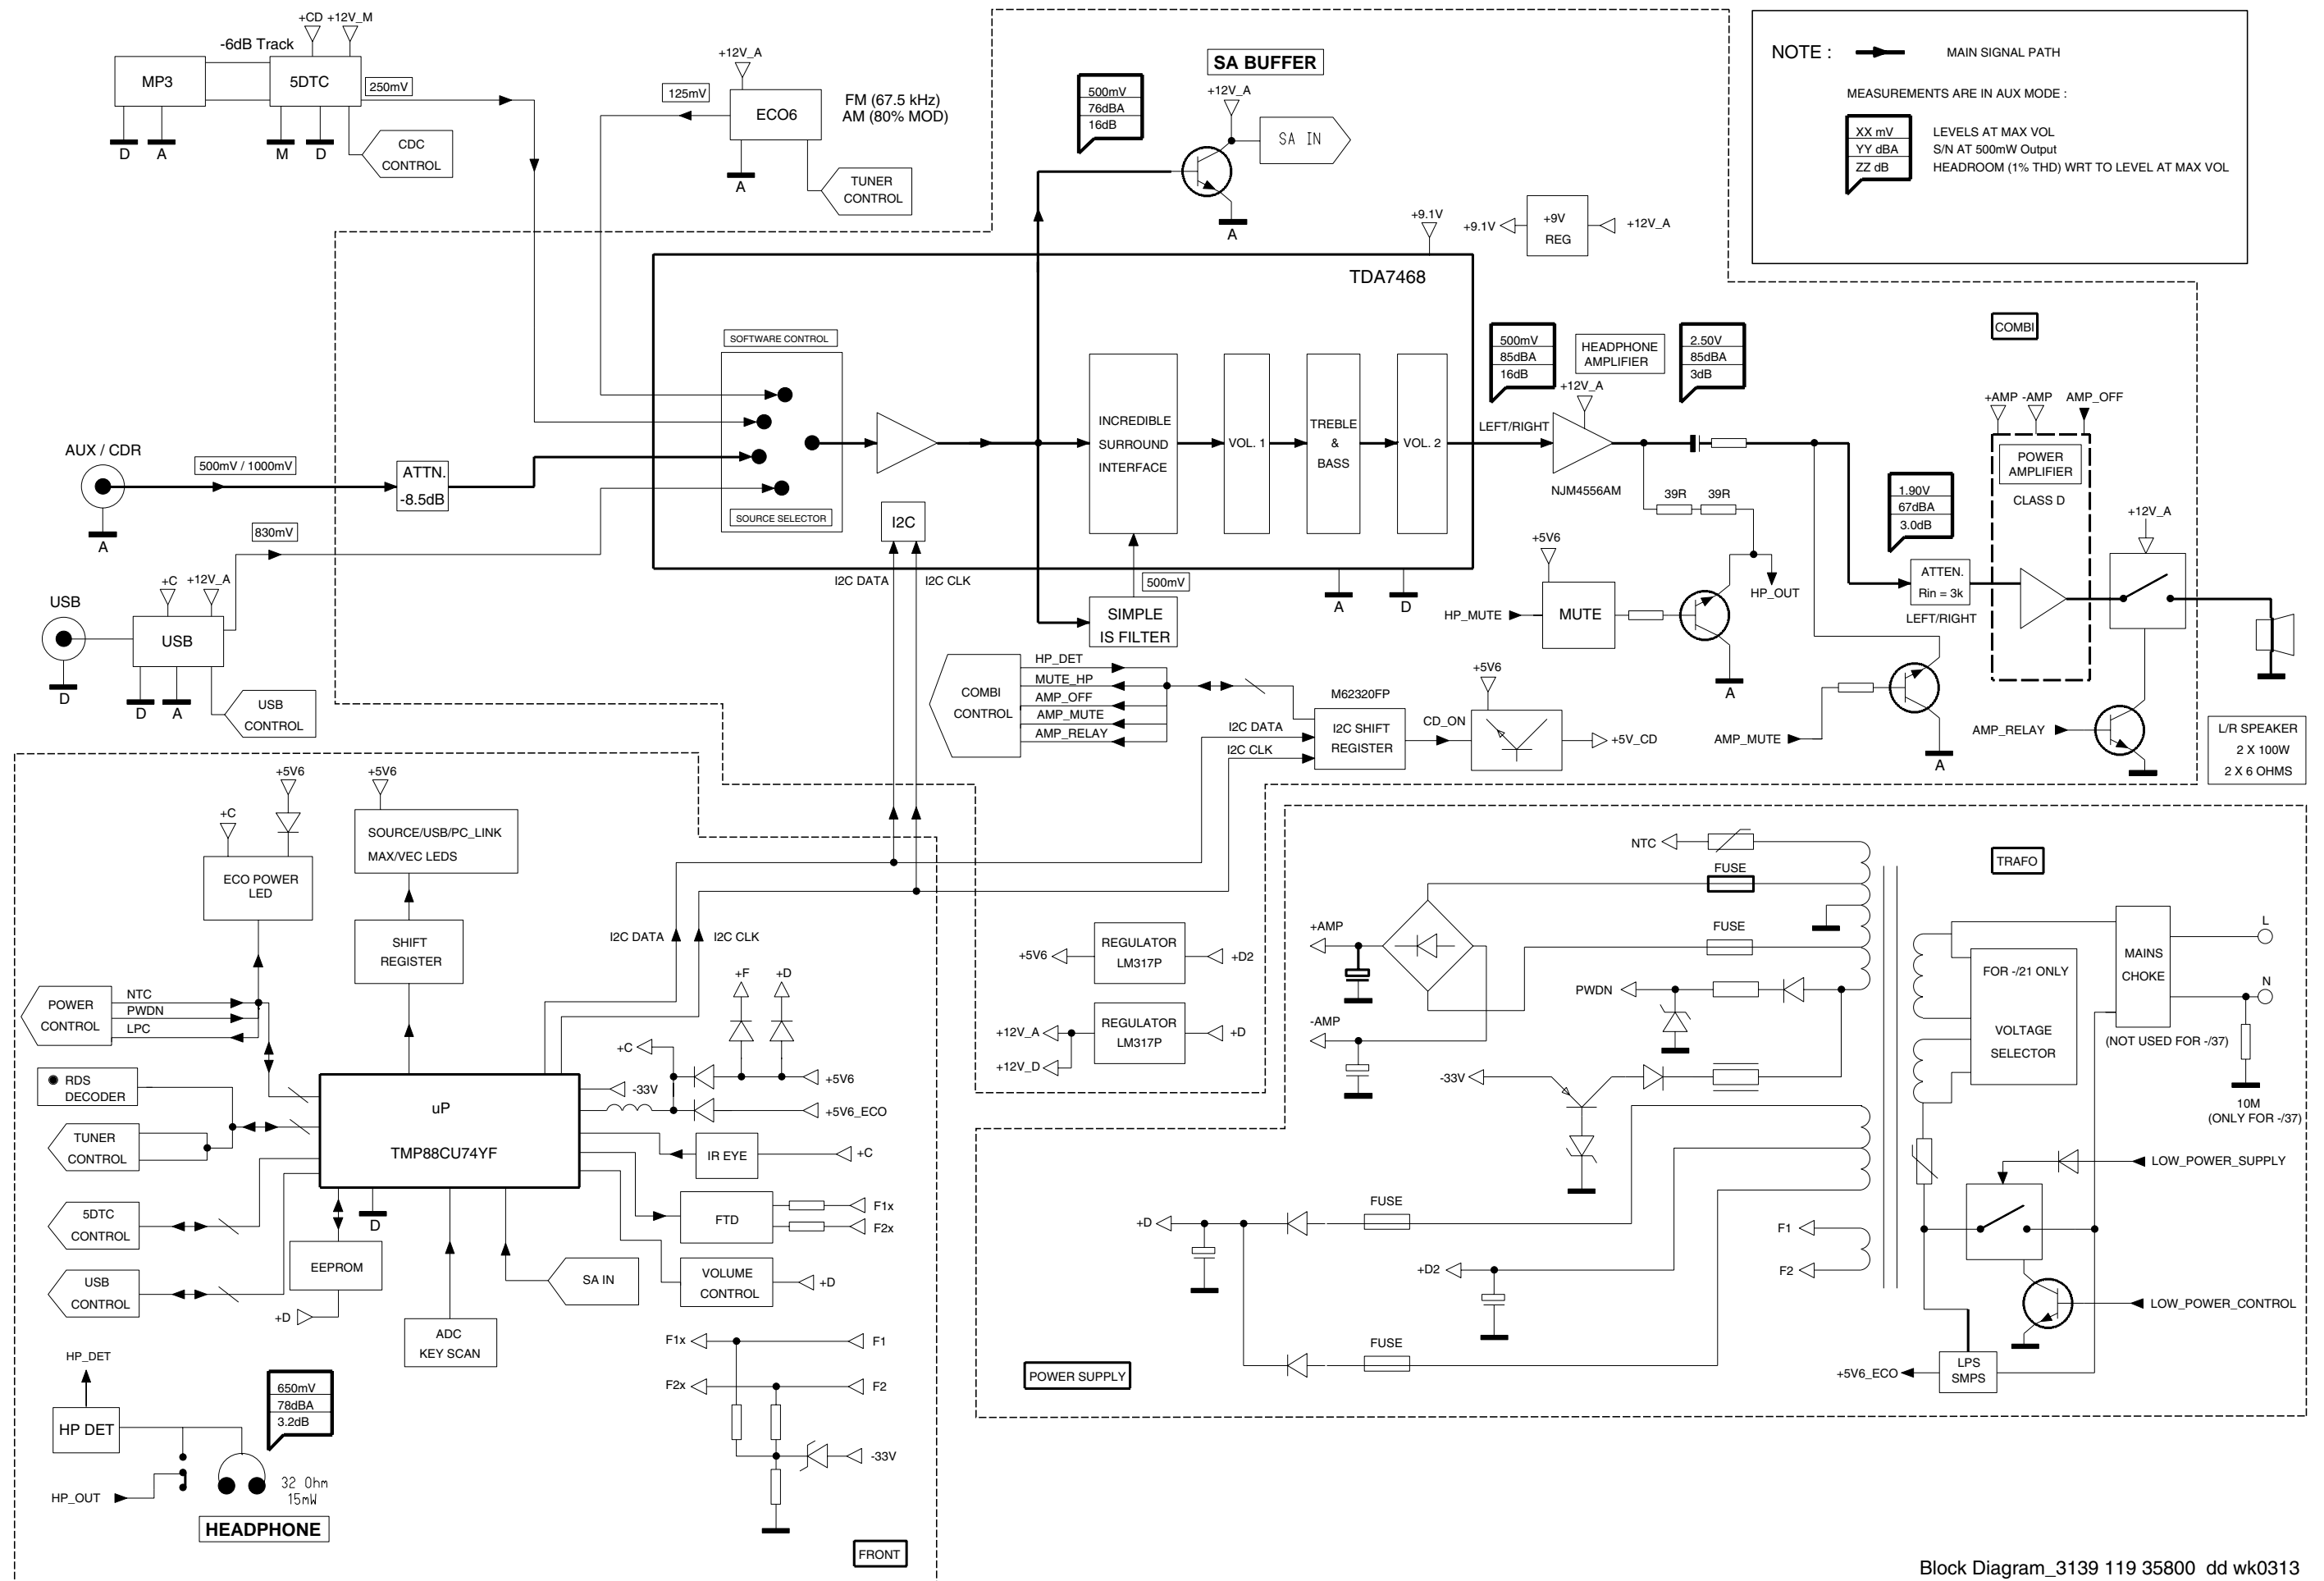 +CD +12V_M
-6dB Track
MP3
5DTC
250mV
D
A
M
D
CDC
CONTROL
+12V_A
125mV
ECO6
FM (67.5 kHz)
AM (80% MOD)
A
TUNER
CONTROL
500mV
76dBA
16dB
SA BUFFER
+12V_A
SA IN
A
NOTE :
MAIN SIGNAL PATH
MEASUREMENTS ARE IN AUX MODE :
XX mV
LEVELS AT MAX VOL
YY dBA
S/N AT 500mW Output
ZZ dB
HEADROOM (1% THD) WRT TO LEVEL AT MAX VOL
+9.1V
+9.1V
+9V
REG
+12V_A
TDA7468
SOFTWARE CONTROL
SOURCE SELECTOR
INCREDIBLE
SURROUND
INTERFACE
VOL. 1
TREBLE
&
BASS
VOL. 2
500mV
85dBA
16dB
HEADPHONE
AMPLIFIER
+12V_A
2.50V
85dBA
3dB
LEFT/RIGHT
NJM4556AM
COMBI
+AMP -AMP AMP_OFF
POWER
AMPLIFIER
CLASS D
+12V_A
AUX / CDR
500mV / 1000mV
ATTN.
-8.5dB
A
830mV
I2C
I2C DATA
I2C CLK
500mV
SIMPLE
IS FILTER
A
D
39R 39R
+5V6
HP_MUTE
MUTE
HP_OUT
A
1.90V
67dBA
3.0dB
ATTEN.
Rin = 3k
LEFT/RIGHT
USB
+C +12V_A
USB
D
D
A
USB
CONTROL
COMBI
CONTROL
HP_DET
MUTE_HP
AMP_OFF
AMP_MUTE
AMP_RELAY
M62320FP
I2C DATA
I2C CLK
I2C SHIFT
REGISTER
CD_ON
+5V6
+5V_CD
AMP_MUTE
A
AMP_RELAY
L/R SPEAKER
2 X 100W
2 X 6 OHMS
+5V6
+5V6
+C
SOURCE/USB/PC_LINK
MAX/VEC LEDS
ECO POWER
LED
SHIFT
REGISTER
I2C DATA
I2C CLK
POWER
CONTROL
NTC
PWDN
LPC
RDS
DECODER
TUNER
CONTROL
5DTC
CONTROL
USB
CONTROL
uP
TMP88CU74YF
+F
+D
+C
-33V
+5V6
+5V6_ECO
IR EYE
+C
FTD
F1x
F2x
VOLUME
CONTROL
+D
D
EEPROM
+D
SA IN
ADC
KEY SCAN
F1x
F1
F2x
F2
-33V
HP_DET
HP DET
650mV
78dBA
3.2dB
HP_OUT
32 Ohm
15mW
HEADPHONE
FRONT
+5V6
REGULATOR
LM317P
+D2
+12V_A
REGULATOR
LM317P
+D
+12V_D
NTC
FUSE
TRAFO
+AMP
FUSE
PWDN
-AMP
-33V
L
MAINS
CHOKE
FOR -/21 ONLY
N
VOLTAGE
SELECTOR
(NOT USED FOR -/37)
10M
(ONLY FOR -/37)
LOW_POWER_SUPPLY
FUSE
+D
F1
+D2
F2
LOW_POWER_CONTROL
FUSE
LPS
SMPS
+5V6_ECO
POWER SUPPLY
Block Diagram_3139 119 35800 dd wk0313